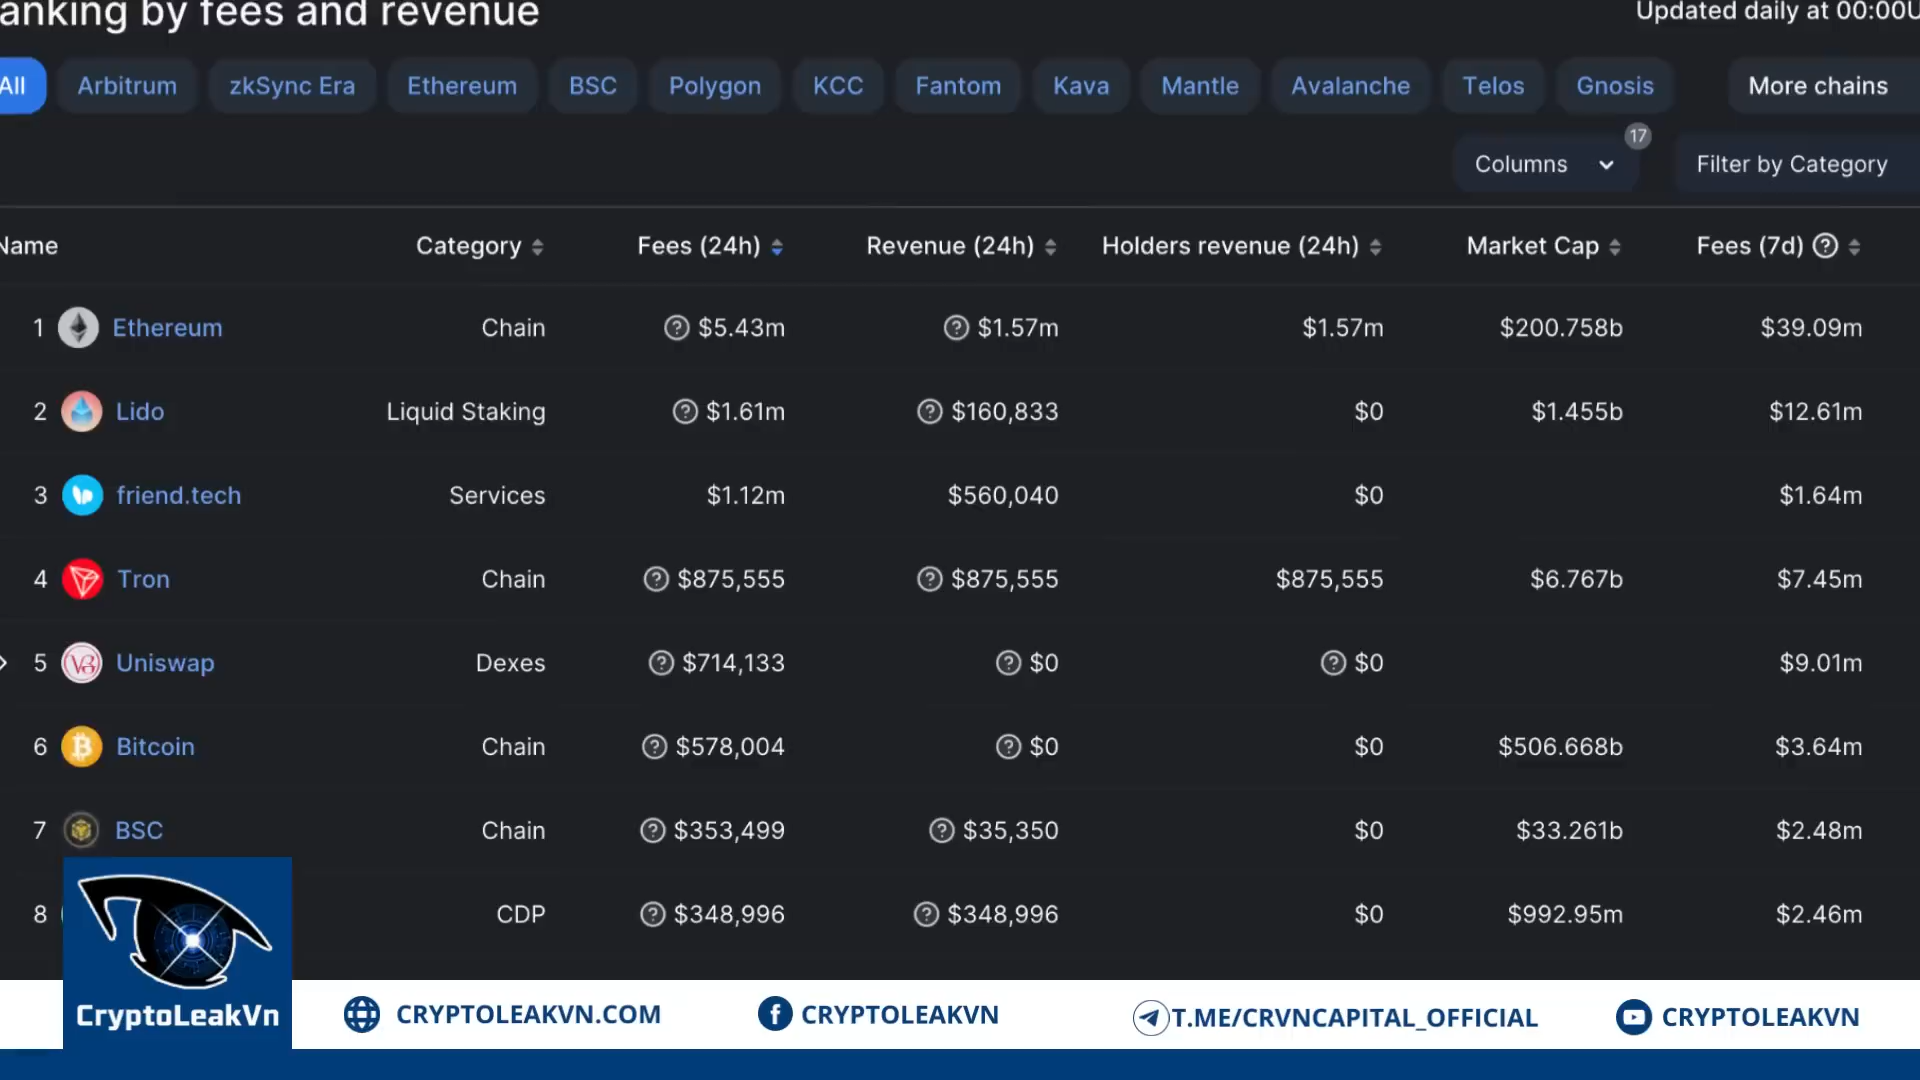 anking by fees and revenue
Updated daily at 00:00U
All Arbitrum zkSync Era Ethereum BSC Polygon KCC Fantom Kava Mantle Avalanche Telos Gnosis More chains
17
Columns Filter by Category
Name Category Fees (24h) Revenue (24h) Holders revenue (24h) Market Cap Fees (7d) ?
1 Ethereum Chain ? $5.43m ? $1.57m $1.57m $200.758b $39.09m
2 Lido Liquid Staking ? $1.61m ? $160,833 $0 $1.455b $12.61m
3 friend.tech Services $1.12m $560,040 $0 $1.64m
4 Tron Chain ? $875,555 ? $875,555 $875,555 $6.767b $7.45m
5 Uniswap Dexes ? $714,133 ? $0 ? $0 $9.01m
6 Bitcoin Chain ? $578,004 ? $0 $0 $506.668b $3.64m
7 BSC Chain ? $353,499 ? $35,350 $0 $33.261b $2.48m
8 CDP ? $348,996 ? $348,996 $0 $992.95m $2.46m
CryptoLeakVn
CRYPTOLEAKVN.COM CRYPTOLEAKVN T.ME/CRVNCAPITAL_OFFICIAL CRYPTOLEAKVN